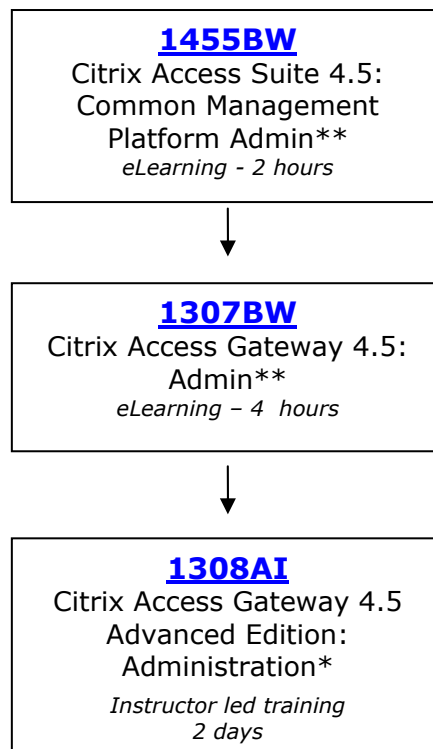 1455BW
Citrix Access Suite 4.5:
Common Management
Platform Admin**
eLearning - 2 hours
1307BW
Citrix Access Gateway 4.5:
Admin**
eLearning – 4 hours
1308AI
Citrix Access Gateway 4.5
Advanced Edition:
Administration*
Instructor led training
2 days